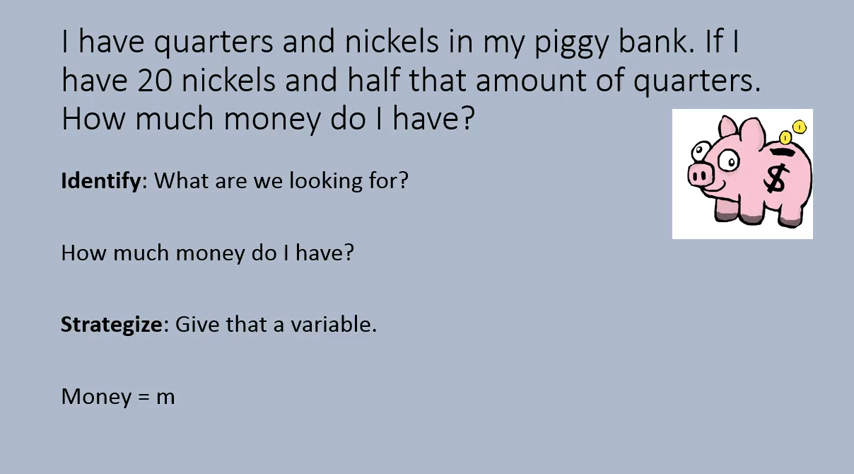 I have quarters and nickels in my piggy bank. If I
have 20 nickels and half that amount of quarters.
How much money do I have?
Identify: What are we looking for?
How much money do I have?
Strategize: Give that a variable.
Money = m
$